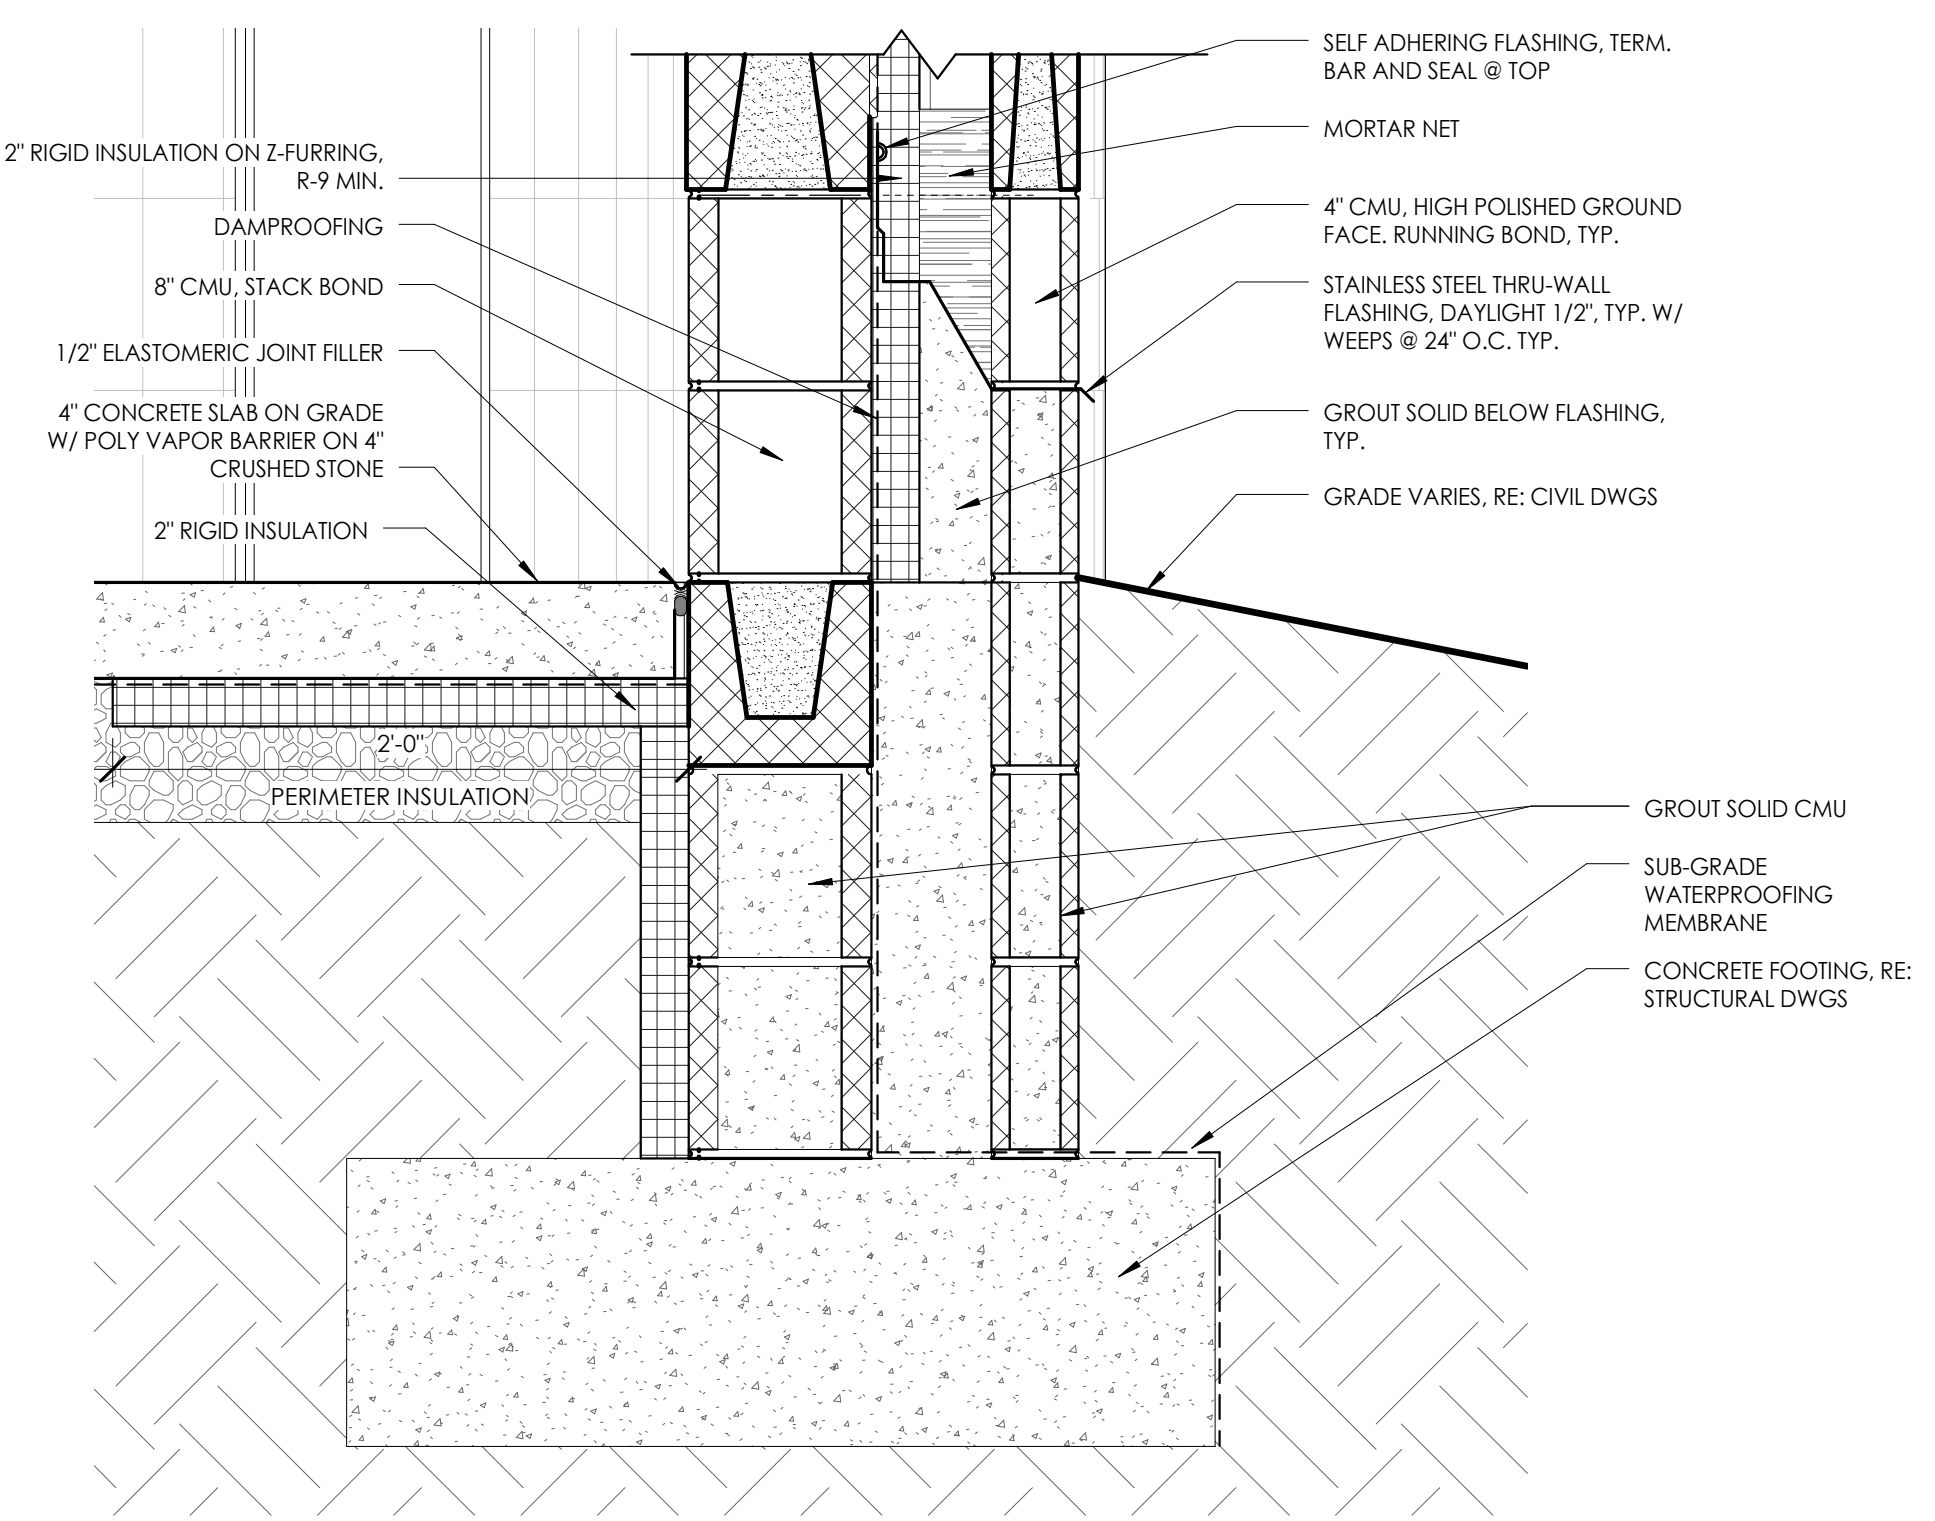 2" RIGID INSULATION ON Z-FURRING,
R-9 MIN.
DAMPROOFING
8" CMU, STACK BOND
1/2" ELASTOMERIC JOINT FILLER
4" CONCRETE SLAB ON GRADE
W/ POLY VAPOR BARRIER ON 4"
CRUSHED STONE
2" RIGID INSULATION
2'-0"
PERIMETER INSULATION
SELF ADHERING FLASHING, TERM.
BAR AND SEAL @ TOP
MORTAR NET
4" CMU, HIGH POLISHED GROUND
FACE. RUNNING BOND, TYP.
STAINLESS STEEL THRU-WALL
FLASHING, DAYLIGHT 1/2", TYP. W/
WEEPS @ 24" O.C. TYP.
GROUT SOLID BELOW FLASHING,
TYP.
GRADE VARIES, RE: CIVIL DWGS
GROUT SOLID CMU
SUB-GRADE
WATERPROOFING
MEMBRANE
CONCRETE FOOTING, RE:
STRUCTURAL DWGS